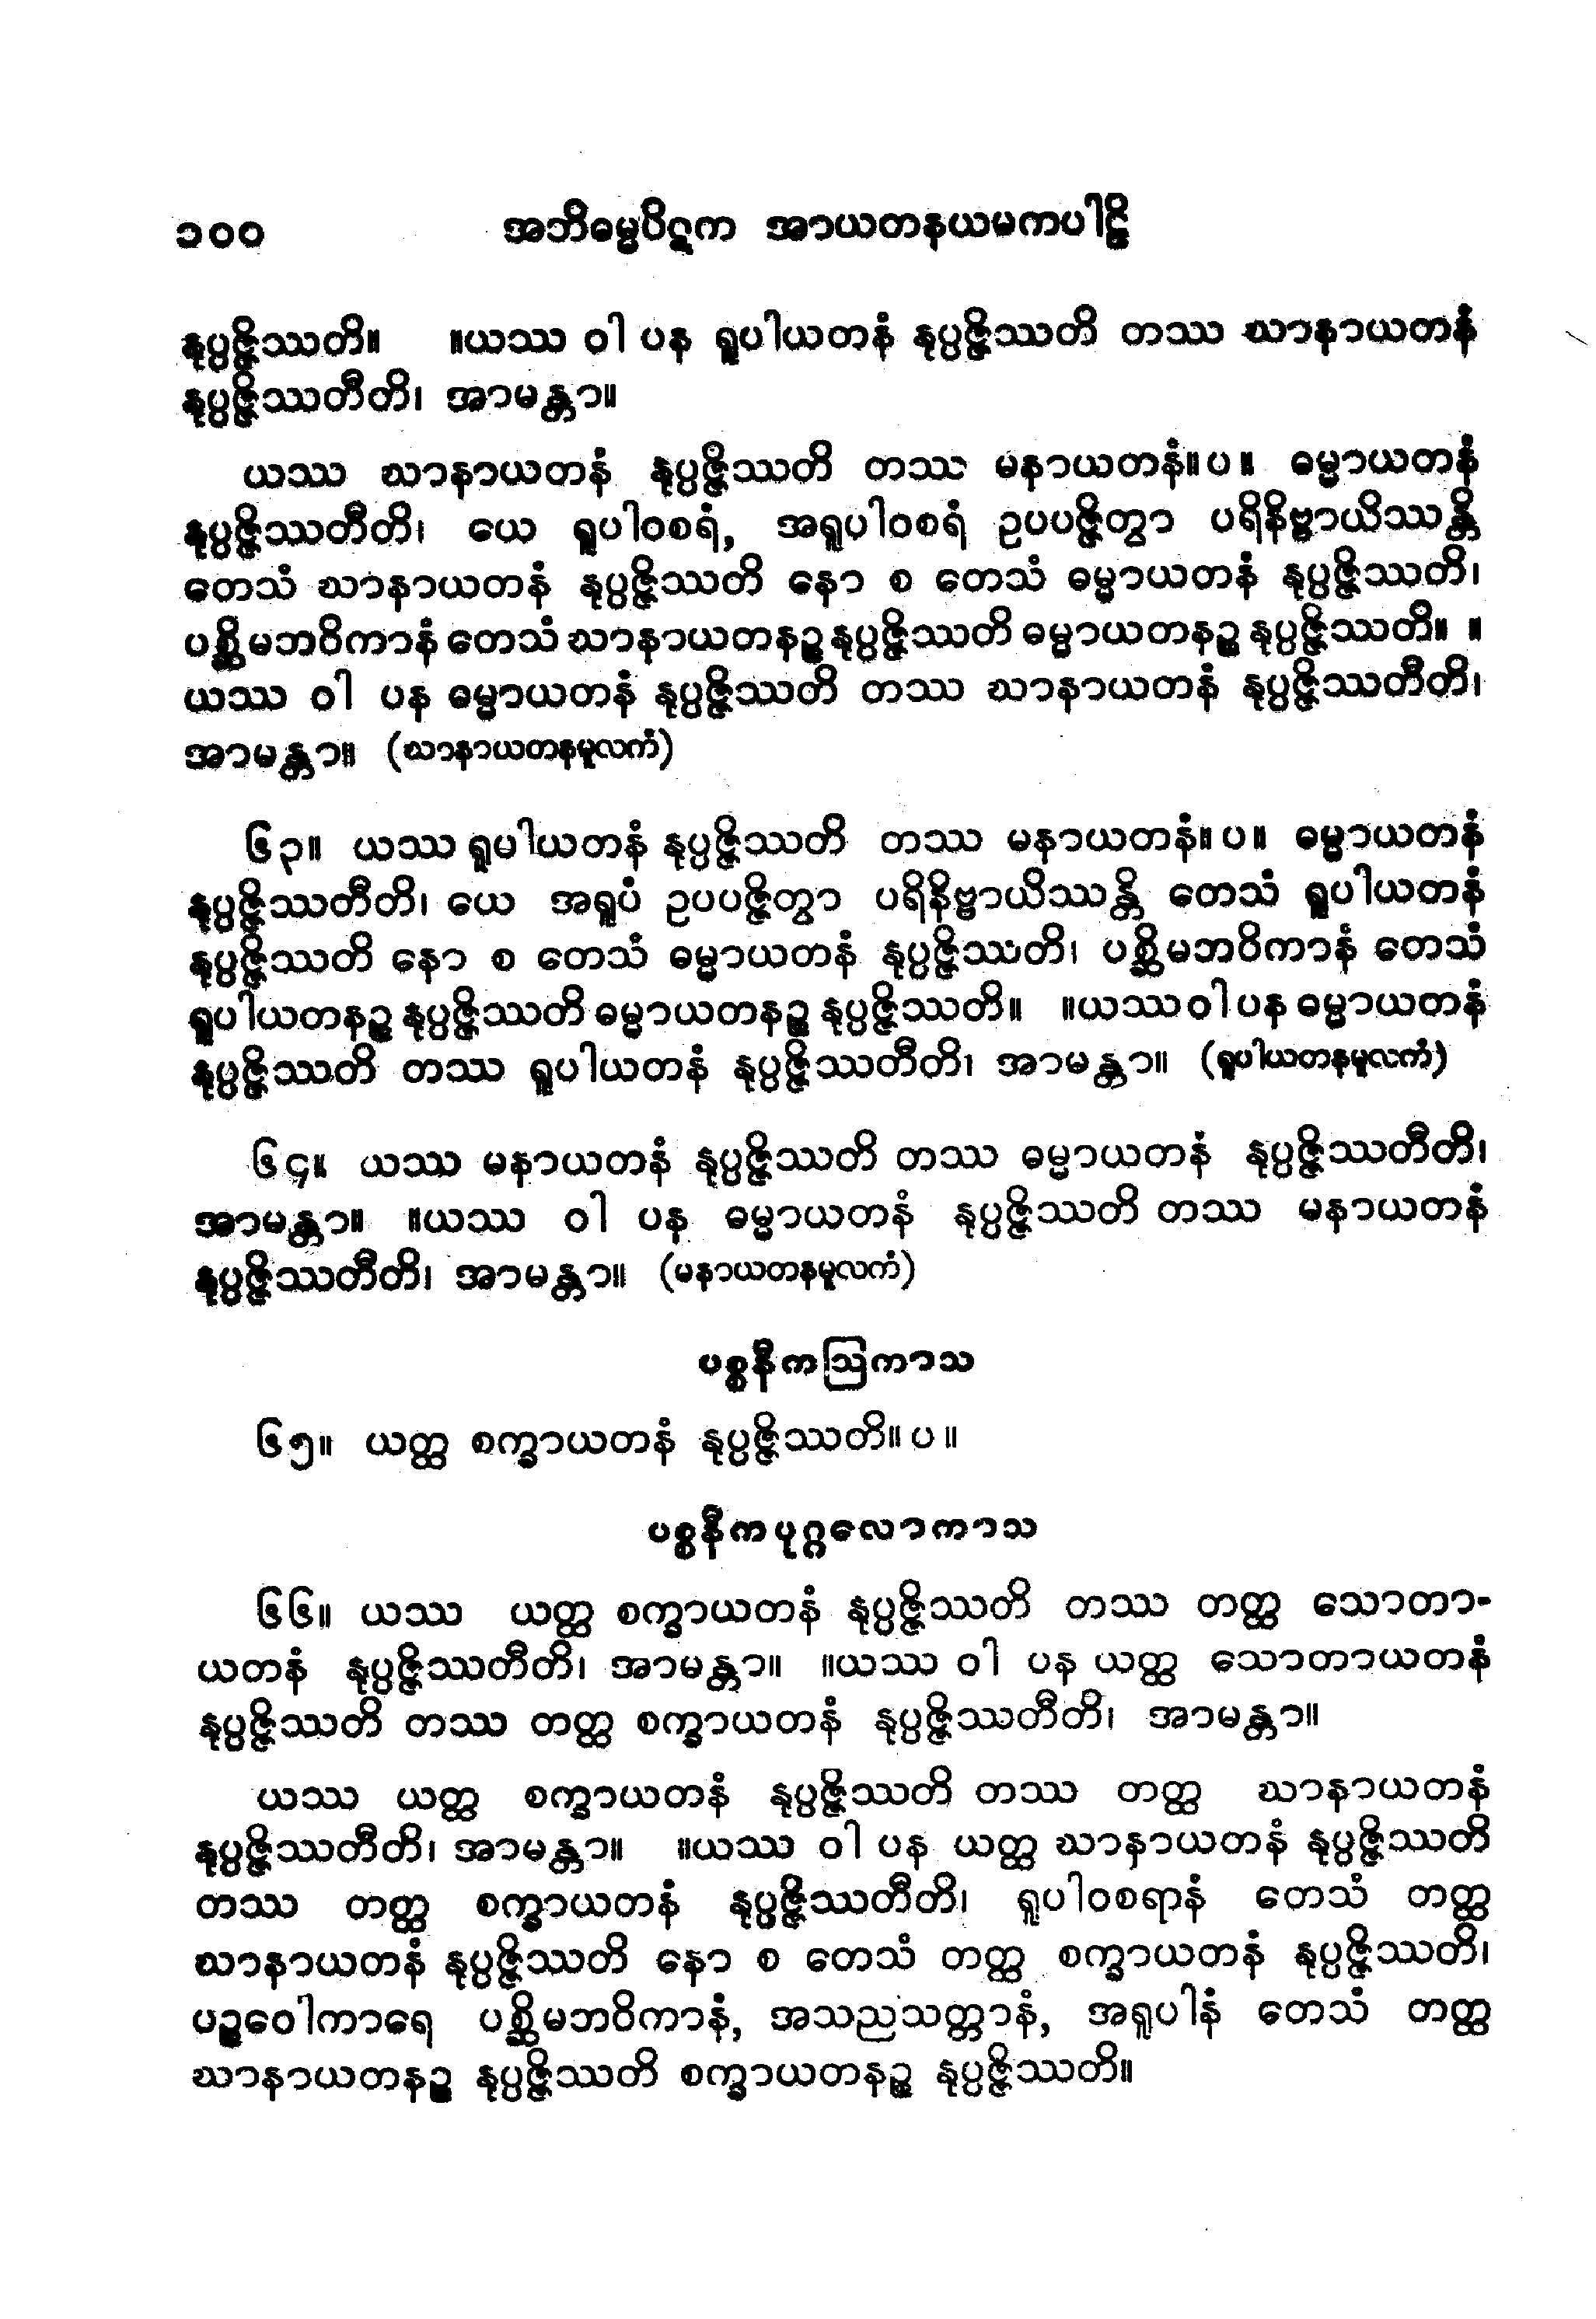 ၁၀၀ အဘိဓမ္မပိဋက အာယတနယမကပါဠိ
နုပ္ပဇ္ဇိဿတိ။ ။ယဿ ဝါ ပန ရူပါယတနံ နုပ္ပဇ္ဇိဿတိ တဿ ဃာနာယတနံ
နုပ္ပဇ္ဇိဿတီတိ၊ အာမန္တာ။
ယဿ ဃာနာယတနံ နုပ္ပဇ္ဇိဿတိ တဿ မနာယတနံ။ပ။ ဓမ္မာယတနံ
နုပ္ပဇ္ဇိဿတီတိ၊ ယေ ရူပါဝစရံ, အရူပါဝစရံ ဥပပဇ္ဇိတွာ ပရိနိဗ္ဗာယိဿန္တိ
တေသံ ဃာနာယတနံ နုပ္ပဇ္ဇိဿတိ နော စ တေသံ ဓမ္မာယတနံ နုပ္ပဇ္ဇိဿတိ၊
ပစ္ဆိမဘဝိကာနံ တေသံ ဃာနာယတနဉ္စ နုပ္ပဇ္ဇိဿတိ ဓမ္မာယတနဉ္စ နုပ္ပဇ္ဇိဿတိ။ ။
ယဿ ဝါ ပန ဓမ္မာယတနံ နုပ္ပဇ္ဇိဿတိ တဿ ဃာနာယတနံ နုပ္ပဇ္ဇိဿတီတိ၊
အာမန္တာ။ (ဃာနာယတနမူလကံ)
၆၃။ ယဿ ရူပါယတနံ နုပ္ပဇ္ဇိဿတိ တဿ မနာယတနံ။ပ။ ဓမ္မာယတနံ
နုပ္ပဇ္ဇိဿတီတိ၊ ယေ အရူပံ ဥပပဇ္ဇိတွာ ပရိနိဗ္ဗာယိဿန္တိ တေသံ ရူပါယတနံ
နုပ္ပဇ္ဇိဿတိ နော စ တေသံ ဓမ္မာယတနံ နုပ္ပဇ္ဇိဿတိ၊ ပစ္ဆိမဘဝိကာနံ တေသံ
ရူပါယတနဉ္စ နုပ္ပဇ္ဇိဿတိ ဓမ္မာယတနဉ္စ နုပ္ပဇ္ဇိဿတိ။ ။ယဿ ဝါ ပန ဓမ္မာယတနံ
နုပ္ပဇ္ဇိဿတိ တဿ ရူပါယတနံ နုပ္ပဇ္ဇိဿတီတိ၊ အာမန္တာ။ (ရူပါယတနမူလကံ)
၆၄။ ယဿ မနာယတနံ နုပ္ပဇ္ဇိဿတိ တဿ ဓမ္မာယတနံ နုပ္ပဇ္ဇိဿတီတိ၊
အာမန္တာ။ ။ယဿ ဝါ ပန ဓမ္မာယတနံ နုပ္ပဇ္ဇိဿတိ တဿ မနာယတနံ
နုပ္ပဇ္ဇိဿတီတိ၊ အာမန္တာ။ (မနာယတနမူလကံ)
ပစ္စနီကဩကာသ
၆၅။ ယတ္ထ စက္ခာယတနံ နုပ္ပဇ္ဇိဿတိ။ပ။
ပစ္စနီကပုဂ္ဂလောကာသ
၆၆။ ယဿ ယတ္ထ စက္ခာယတနံ နုပ္ပဇ္ဇိဿတိ တဿ တတ္ထ သောတာ-
ယတနံ နုပ္ပဇ္ဇိဿတီတိ၊ အာမန္တာ။ ။ယဿ ဝါ ပန ယတ္ထ သောတာယတနံ
နုပ္ပဇ္ဇိဿတိ တဿ တတ္ထ စက္ခာယတနံ နုပ္ပဇ္ဇိဿတီတိ၊ အာမန္တာ။
ယဿ ယတ္ထ စက္ခာယတနံ နုပ္ပဇ္ဇိဿတိ တဿ တတ္ထ ဃာနာယတနံ
နုပ္ပဇ္ဇိဿတီတိ၊ အာမန္တာ။ ။ယဿ ဝါ ပန ယတ္ထ ဃာနာယတနံ နုပ္ပဇ္ဇိဿတိ
တဿ တတ္ထ စက္ခာယတနံ နုပ္ပဇ္ဇိဿတီတိ၊ ရူပါဝစရာနံ တေသံ တတ္ထ
ဃာနာယတနံ နုပ္ပဇ္ဇိဿတိ နော စ တေသံ တတ္ထ စက္ခာယတနံ နုပ္ပဇ္ဇိဿတိ၊
ပဉ္စဝေါကာရေ ပစ္ဆိမဘဝိကာနံ, အသညသတ္တာနံ, အရူပါနံ တေသံ တတ္ထ
ဃာနာယတနဉ္စ နုပ္ပဇ္ဇိဿတိ စက္ခာယတနဉ္စ နုပ္ပဇ္ဇိဿတိ။